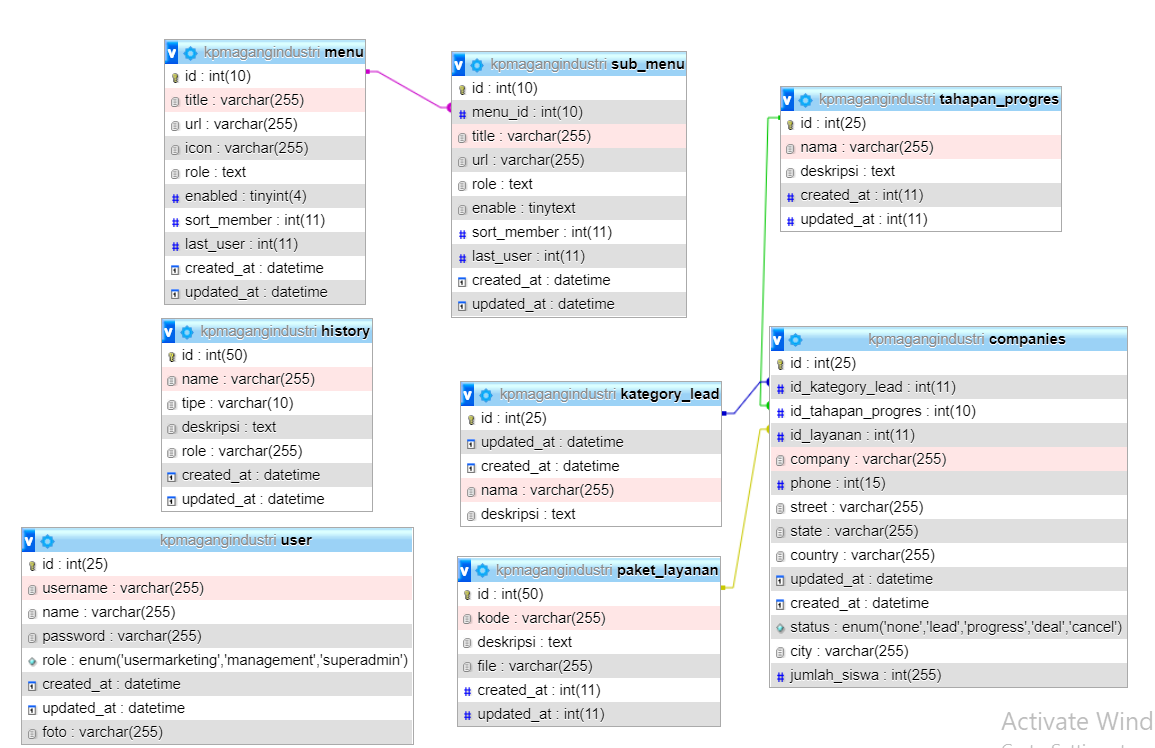 kpmagangindustri menu
id : int(10)
title : varchar(255)
url : varchar(255)
icon : varchar(255)
role : text
enabled : tinyint(4)
sort_member : int(11)
last_user : int(11)
created_at : datetime
updated_at : datetime
kpmagangindustri sub_menu
id : int(10)
menu_id : int(10)
title : varchar(255)
url : varchar(255)
role : text
enable : tinytext
sort_member : int(11)
last_user : int(11)
created_at : datetime
updated_at : datetime
kpmagangindustri tahapan_progres
id : int(25)
nama : varchar(255)
deskripsi : text
created_at : int(11)
updated_at : int(11)
kpmagangindustri history
id : int(50)
name : varchar(255)
tipe : varchar(10)
deskripsi : text
role : varchar(255)
created_at : datetime
updated_at : datetime
kpmagangindustri kategory_lead
id : int(25)
updated_at : datetime
created_at : datetime
nama : varchar(255)
deskripsi : text
kpmagangindustri companies
id : int(25)
id_kategory_lead : int(11)
id_tahapan_progres : int(10)
id_layanan : int(11)
company : varchar(255)
phone : int(15)
street : varchar(255)
state : varchar(255)
country : varchar(255)
updated_at : datetime
created_at : datetime
status : enum('none','lead','progress','deal','cancel')
city : varchar(255)
jumlah_siswa : int(255)
kpmagangindustri user
id : int(25)
username : varchar(255)
name : varchar(255)
password : varchar(255)
role : enum('usermarketing','management','superadmin')
created_at : datetime
updated_at : datetime
foto : varchar(255)
kpmagangindustri paket_layanan
id : int(50)
kode : varchar(255)
deskripsi : text
file : varchar(255)
created_at : int(11)
updated_at : int(11)
Activate Wind